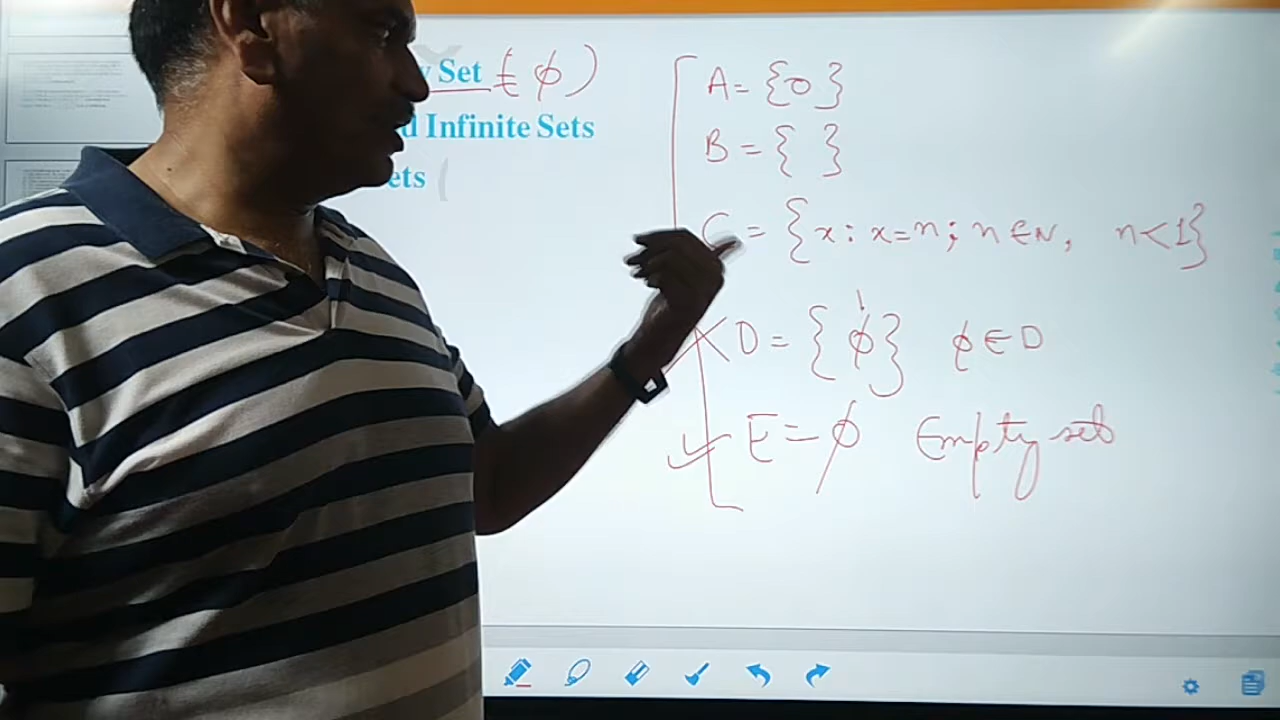 Set (ϕ)
d Infinite Sets
ets (
A = {0}
B = { }
C = {x : x = n ; n ∈ N, n < 1}
D = {ϕ} ϕ ∈ D
E = ϕ Empty set